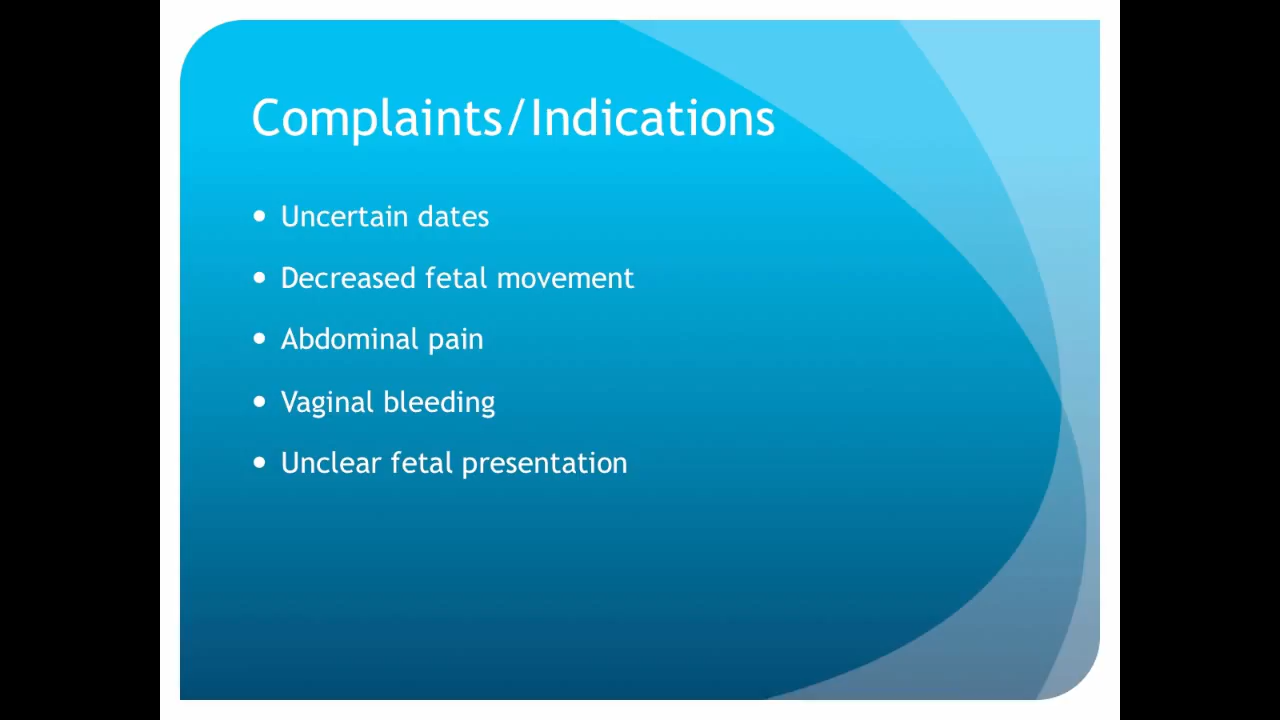 Complaints/Indications
• Uncertain dates
• Decreased fetal movement
• Abdominal pain
• Vaginal bleeding
• Unclear fetal presentation